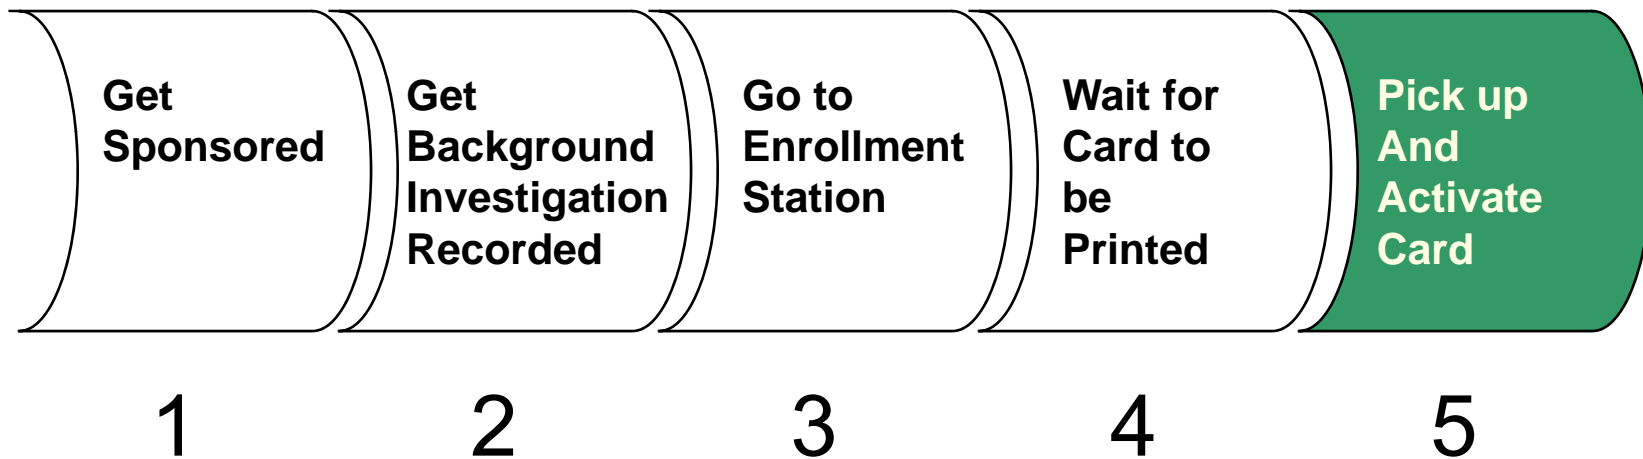 Get
Sponsored
Get
Background
Investigation
Recorded
Go to
Enrollment
Station
Wait for
Card to
be
Printed
Pick up
And
Activate
Card
1
2
3
4
5